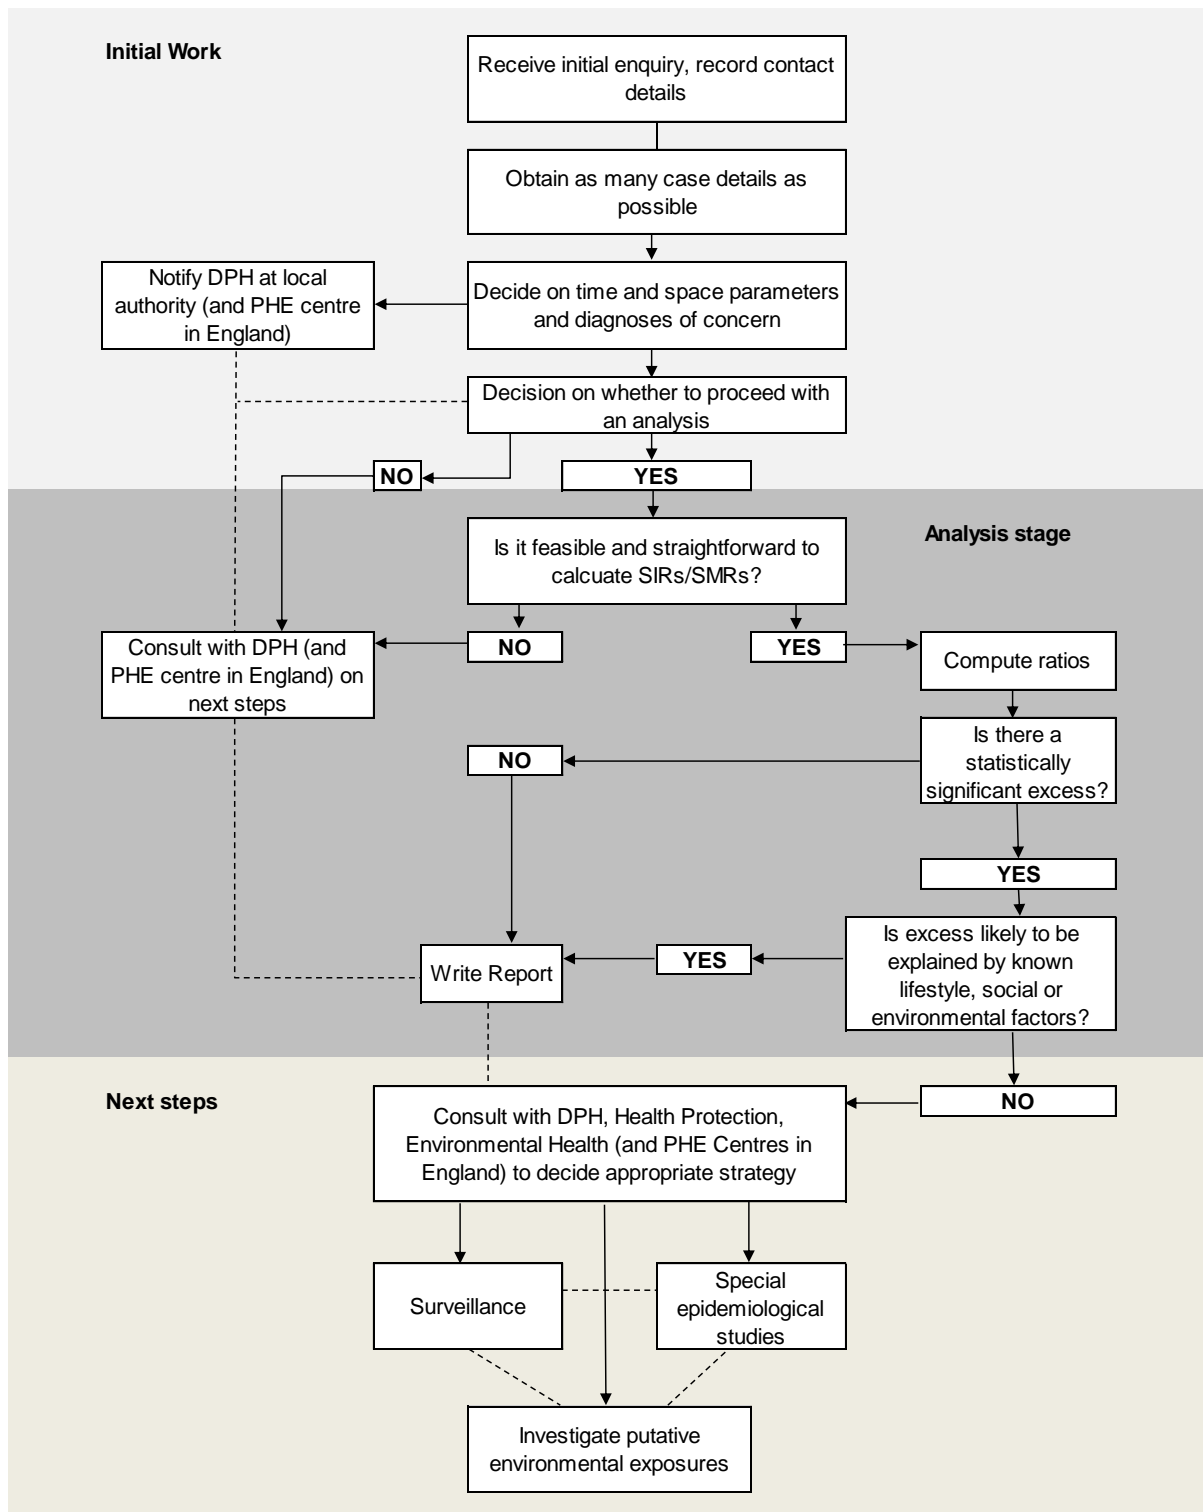 Initial Work
Receive initial enquiry, record contact
details
Obtain as many case details as
possible
Notify DPH at local
authority (and PHE centre
in England)
Decide on time and space parameters
and diagnoses of concern
Decision on whether to proceed with
an analysis
NO
YES
Analysis stage
Is it feasible and straightforward to
calcuate SIRs/SMRs?
Consult with DPH (and
PHE centre in England) on
next steps
NO
YES
Compute ratios
NO
Is there a
statistically
significant excess?
YES
Write Report
YES
Is excess likely to be
explained by known
lifestyle, social or
environmental factors?
Next steps
NO
Consult with DPH, Health Protection,
Environmental Health (and PHE Centres in
England) to decide appropriate strategy
Surveillance
Special
epidemiological
studies
Investigate putative
environmental exposures